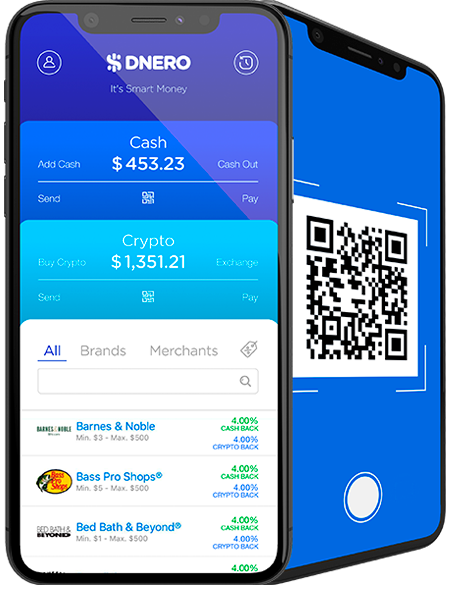 DNERO
It's Smart Money
Cash
Add Cash $453.23 Cash Out
Send Pay
Crypto
Buy Crypto $1,351.21 Exchange
Send Pay
All Brands Merchants
BARNES & NOBLE
Barnes & Noble
Min. $3 - Max. $500
4.00%
CASH BACK
4.00%
CRYPTO BACK
Bass Pro Shops
Bass Pro Shops®
Min. $5 - Max. $500
4.00%
CASH BACK
4.00%
CRYPTO BACK
BED BATH &
BEYOND
Bed Bath & Beyond®
Min. $1 - Max. $500
4.00%
CASH BACK
4.00%
CRYPTO BACK
4.00%